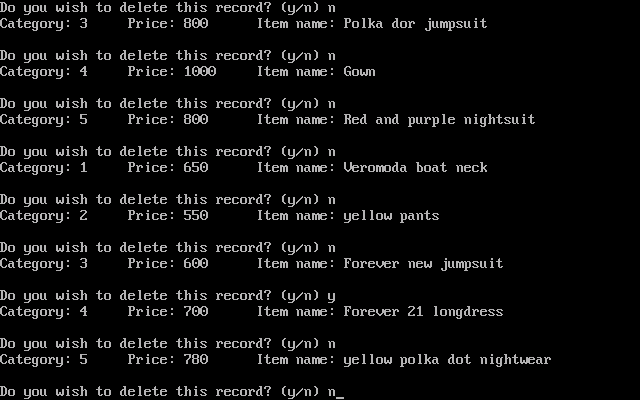 Do you wish to delete this record? (y/n) n
Category: 3     Price: 800      Item name: Polka dor jumpsuit
Do you wish to delete this record? (y/n) n
Category: 4     Price: 1000     Item name: Gown
Do you wish to delete this record? (y/n) n
Category: 5     Price: 800      Item name: Red and purple nightsuit
Do you wish to delete this record? (y/n) n
Category: 1     Price: 650      Item name: Veromoda boat neck
Do you wish to delete this record? (y/n) n
Category: 2     Price: 550      Item name: yellow pants
Do you wish to delete this record? (y/n) n
Category: 3     Price: 600      Item name: Forever new jumpsuit
Do you wish to delete this record? (y/n) y
Category: 4     Price: 700      Item name: Forever 21 longdress
Do you wish to delete this record? (y/n) n
Category: 5     Price: 780      Item name: yellow polka dot nightwear
Do you wish to delete this record? (y/n) n_